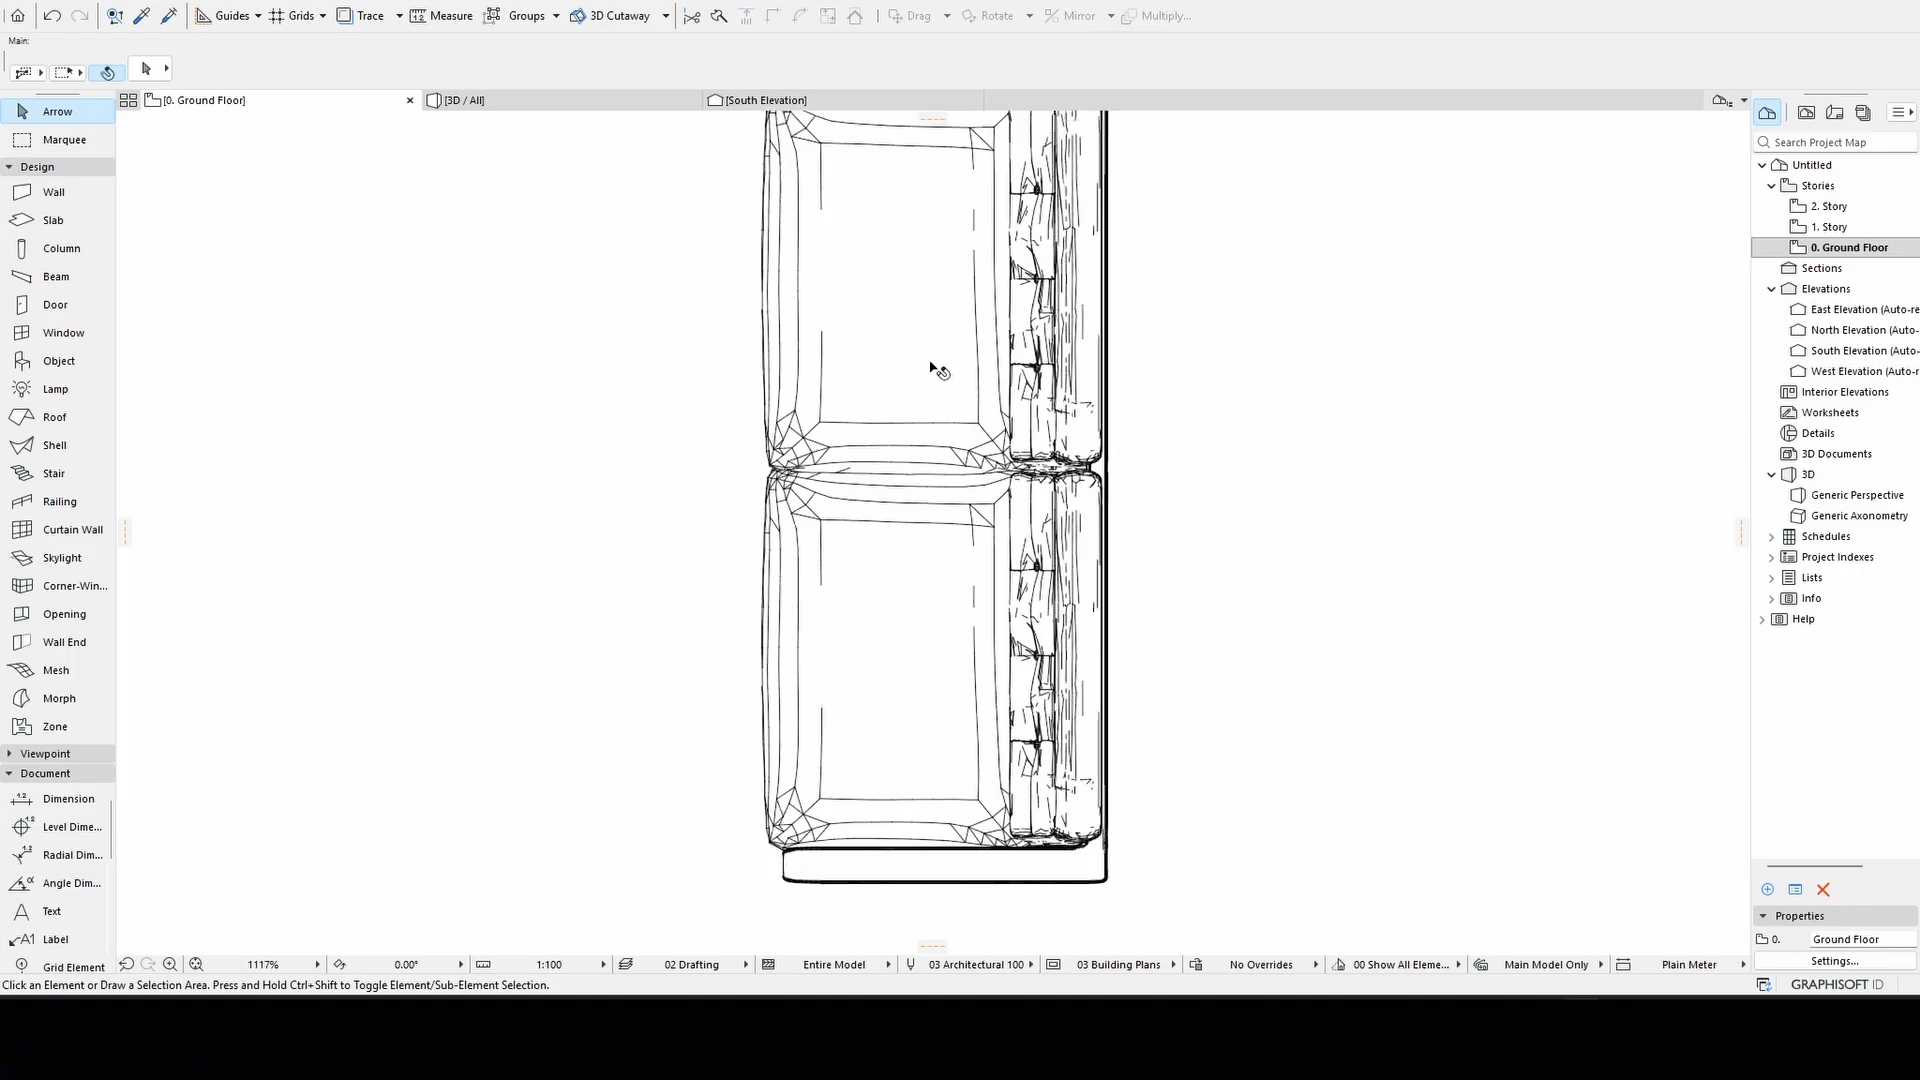 Guides
Grids
Trace
Measure
Groups
3D Cutaway
Drag
Rotate
Mirror
Multiply...
Main:
[0. Ground Floor]
[3D / All]
[South Elevation]
Arrow
Marquee
Design
Wall
Slab
Column
Beam
Door
Window
Object
Lamp
Roof
Shell
Stair
Railing
Curtain Wall
Skylight
Corner-Win...
Opening
Wall End
Mesh
Morph
Zone
Viewpoint
Document
Dimension
Level Dime...
Radial Dim...
Angle Dim...
Text
Label
Grid Element
Search Project Map
Untitled
Stories
2. Story
1. Story
0. Ground Floor
Sections
Elevations
East Elevation (Auto-re
North Elevation (Auto-
South Elevation (Auto-
West Elevation (Auto-r
Interior Elevations
Worksheets
Details
3D Documents
3D
Generic Perspective
Generic Axonometry
Schedules
Project Indexes
Lists
Info
Help
Properties
0. Ground Floor
Settings...
1117%
0.00°
1:100
02 Drafting
Entire Model
03 Architectural 100
03 Building Plans
No Overrides
00 Show All Eleme...
Main Model Only
Plain Meter
Click an Element or Draw a Selection Area. Press and Hold Ctrl+Shift to Toggle Element/Sub-Element Selection.
GRAPHISOFT ID